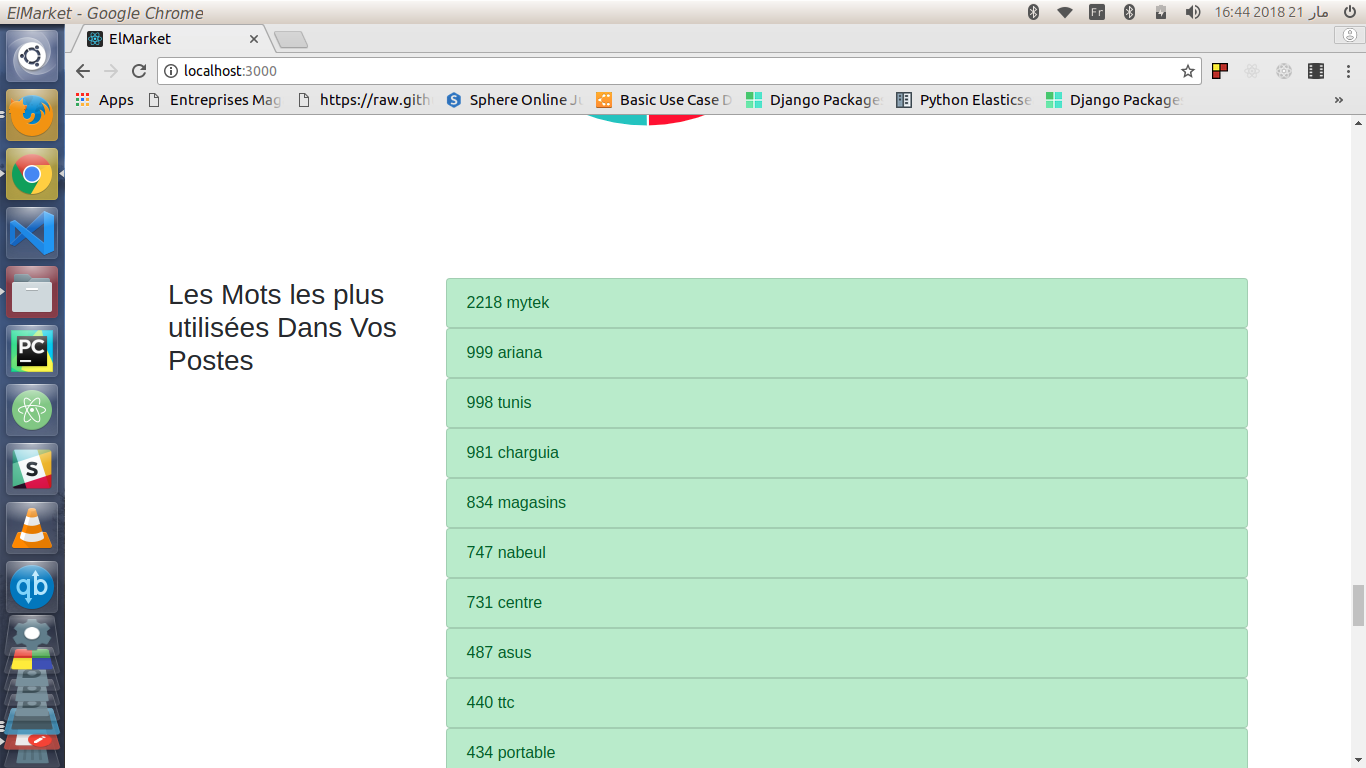 ElMarket - Google Chrome
Fr
16:44 2018 21 مار
ElMarket
localhost:3000
Apps
Entreprises Mag
https://raw.gith
Sphere Online Ju
Basic Use Case D
Django Package
Python Elasticse
Django Package
»
Les Mots les plus
utilisées Dans Vos
Postes
2218 mytek
999 ariana
998 tunis
981 charguia
834 magasins
747 nabeul
731 centre
487 asus
440 ttc
434 portable
PC
S
qb